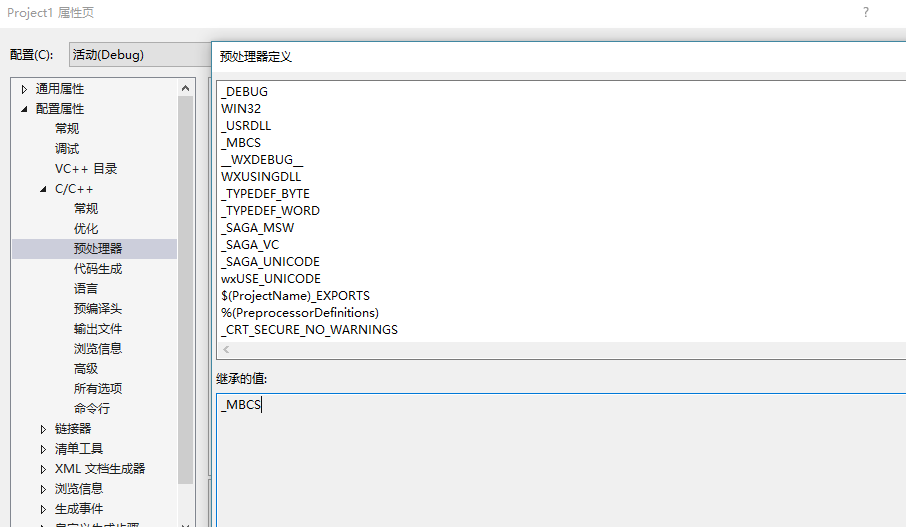 Project1 属性页
?
配置(C):
活动(Debug)
通用属性
配置属性
常规
调试
VC++ 目录
C/C++
常规
优化
预处理器
代码生成
语言
预编译头
输出文件
浏览信息
高级
所有选项
命令行
链接器
清单工具
XML 文档生成器
浏览信息
生成事件
预处理器定义
_DEBUG
WIN32
_USRDLL
_MBCS
__WXDEBUG__
WXUSINGDLL
_TYPEDEF_BYTE
_TYPEDEF_WORD
_SAGA_MSW
_SAGA_VC
_SAGA_UNICODE
wxUSE_UNICODE
$(ProjectName)_EXPORTS
%(PreprocessorDefinitions)
_CRT_SECURE_NO_WARNINGS
继承的值:
_MBCS